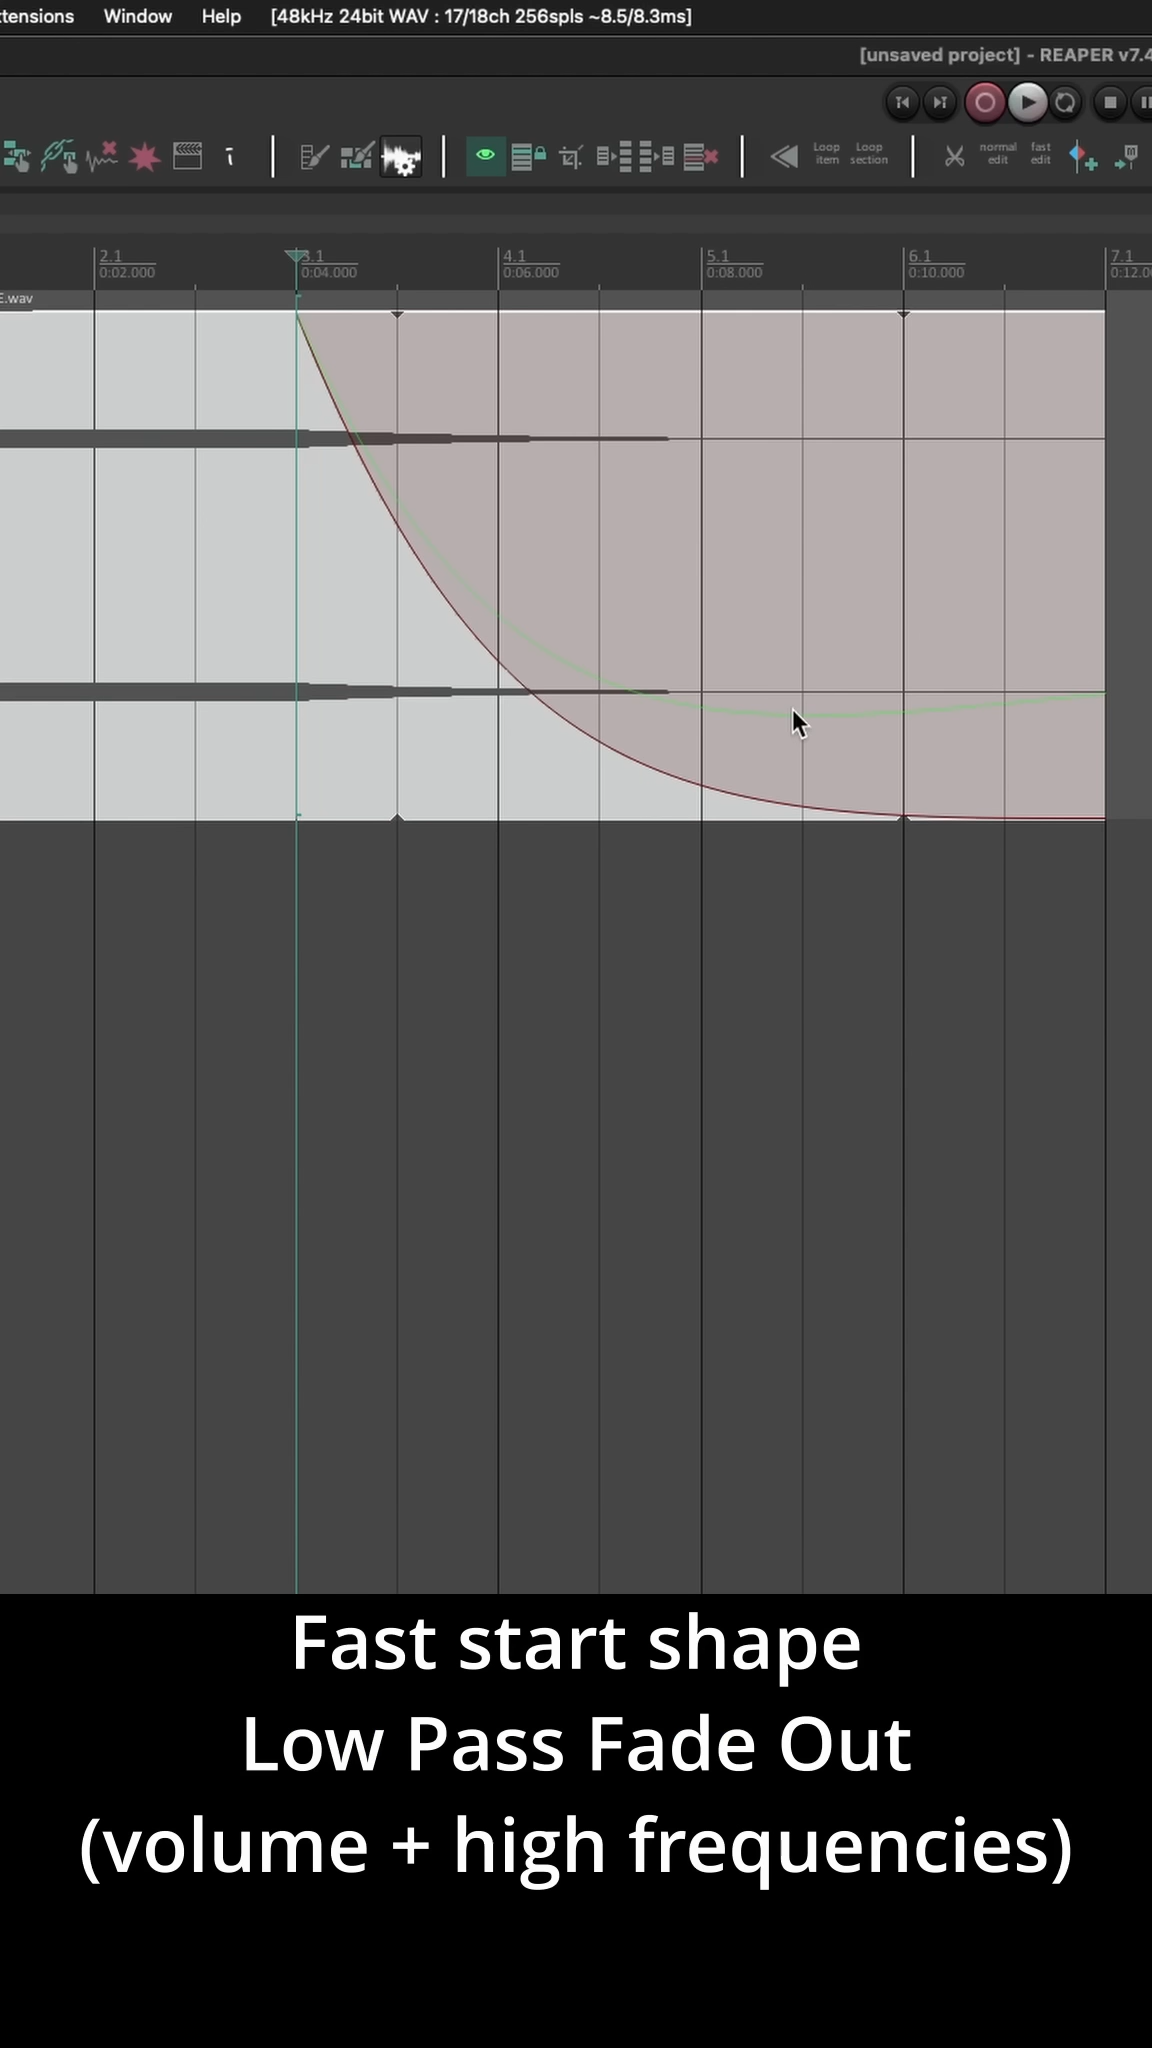 tensions Window Help [48kHz 24bit WAV : 17/18ch 256spls ~8.5/8.3ms]
[unsaved project] - REAPER v7.4
Loop item Loop section normal edit fast edit
2.1 3.1 4.1 5.1 6.1 7.1
0:02.000 0:04.000 0:06.000 0:08.000 0:10.000 0:12.0
E.wav
Fast start shape
Low Pass Fade Out
(volume + high frequencies)